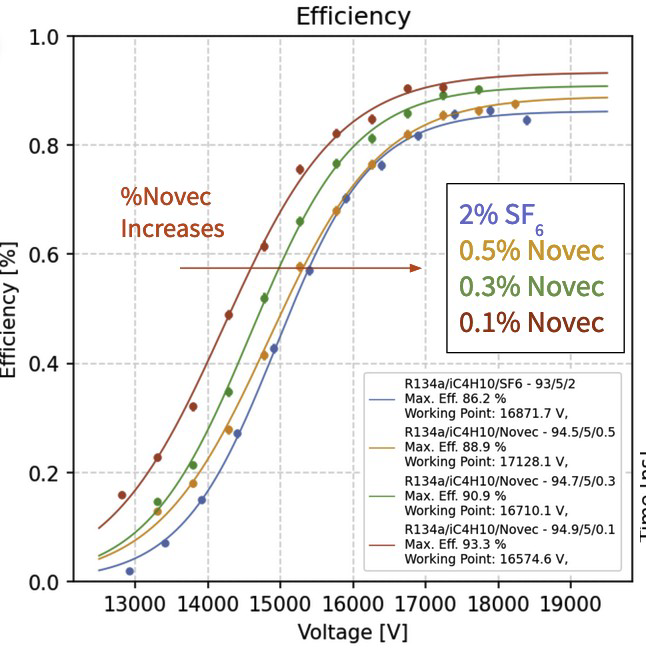 Efficiency
1.0
0.8
0.6
0.4
0.2
0.0
Efficiency [%]
%Novec
Increases
2% SF6
0.5% Novec
0.3% Novec
0.1% Novec
R134a/iC4H10/SF6 - 93/5/2
Max. Eff. 86.2 %
Working Point: 16871.7 V,
R134a/iC4H10/Novec - 94.5/5/0.5
Max. Eff. 88.9 %
Working Point: 17128.1 V,
R134a/iC4H10/Novec - 94.7/5/0.3
Max. Eff. 90.9 %
Working Point: 16710.1 V,
R134a/iC4H10/Novec - 94.9/5/0.1
Max. Eff. 93.3 %
Working Point: 16574.6 V,
13000 14000 15000 16000 17000 18000 19000
Voltage [V]